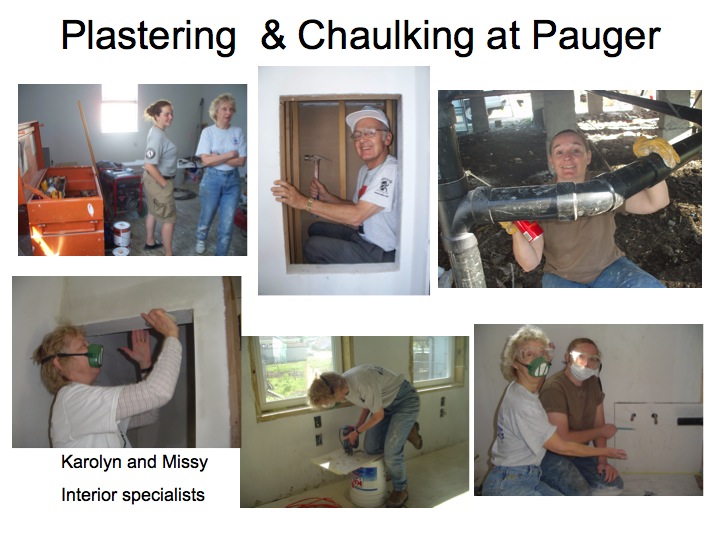 Plastering  & Chaulking at Pauger
Karolyn and Missy
Interior specialists